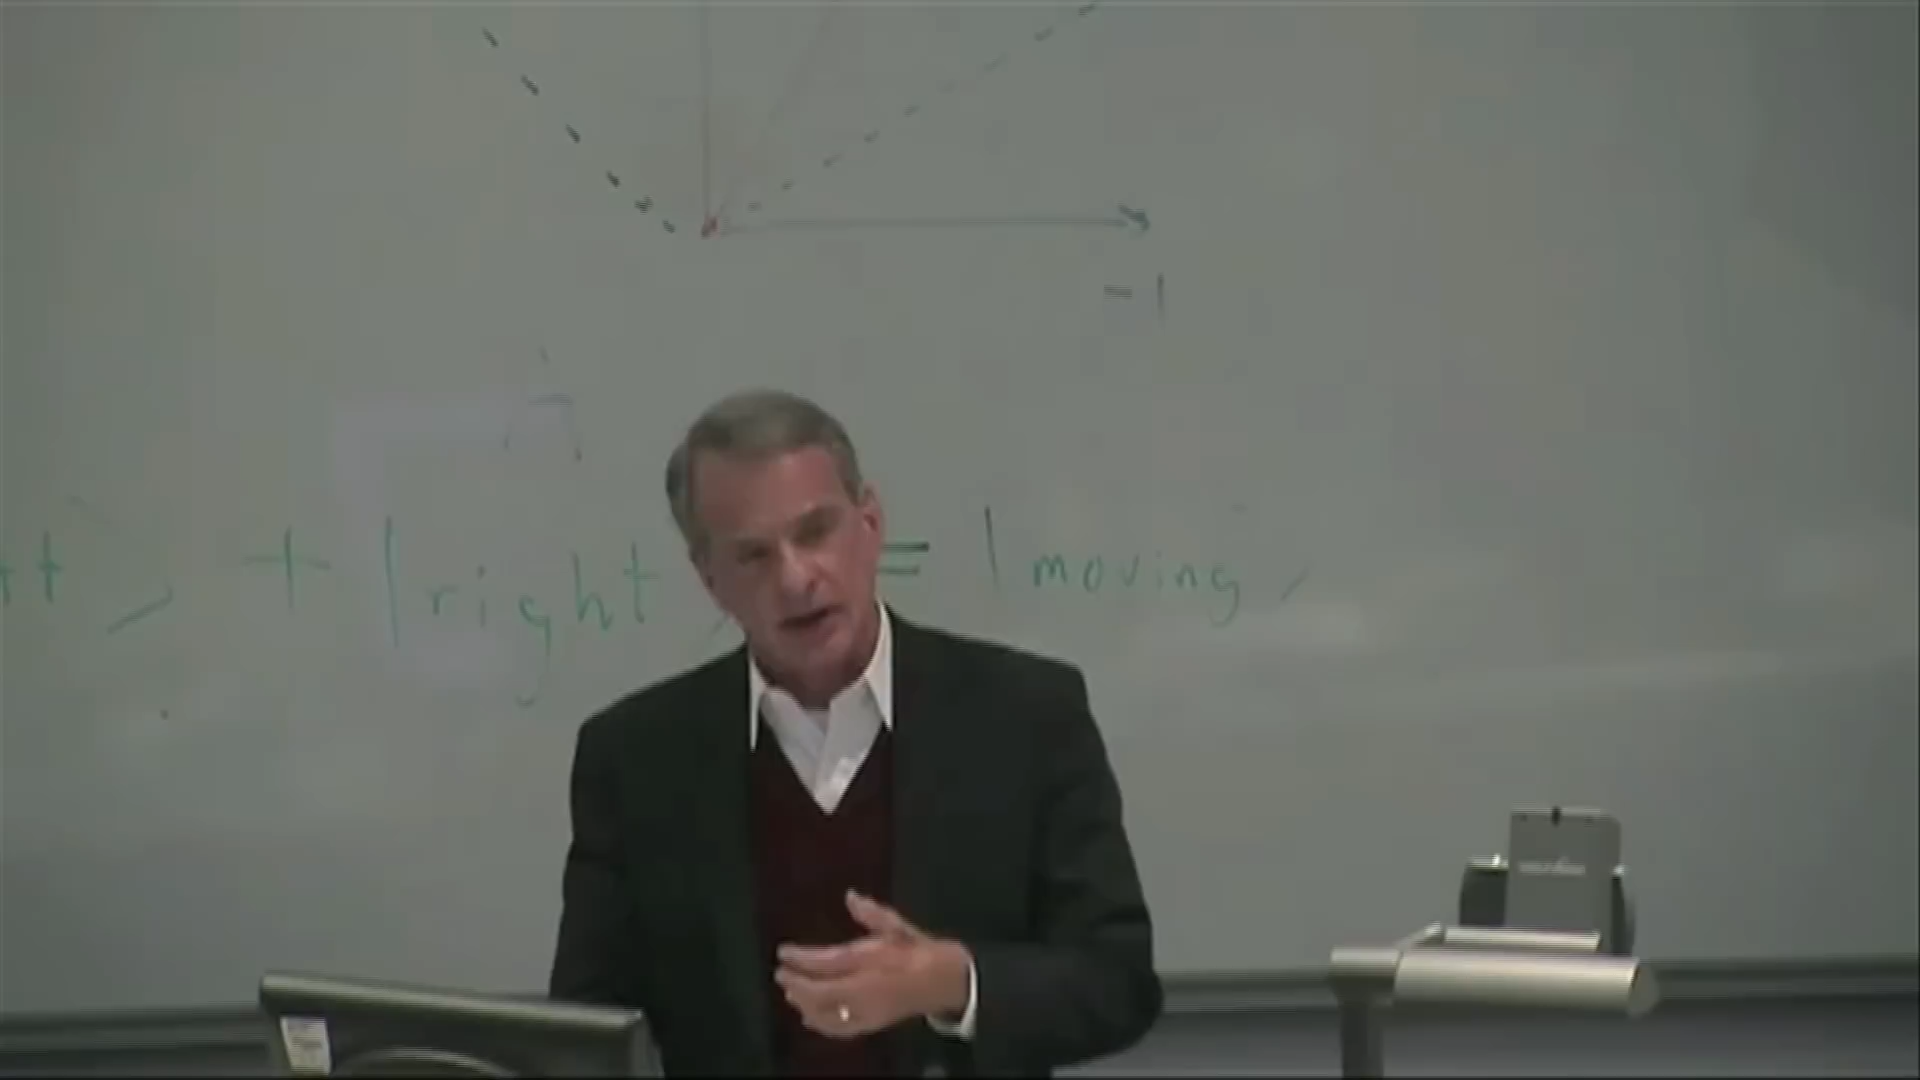 -1
+ |right> = |moving>